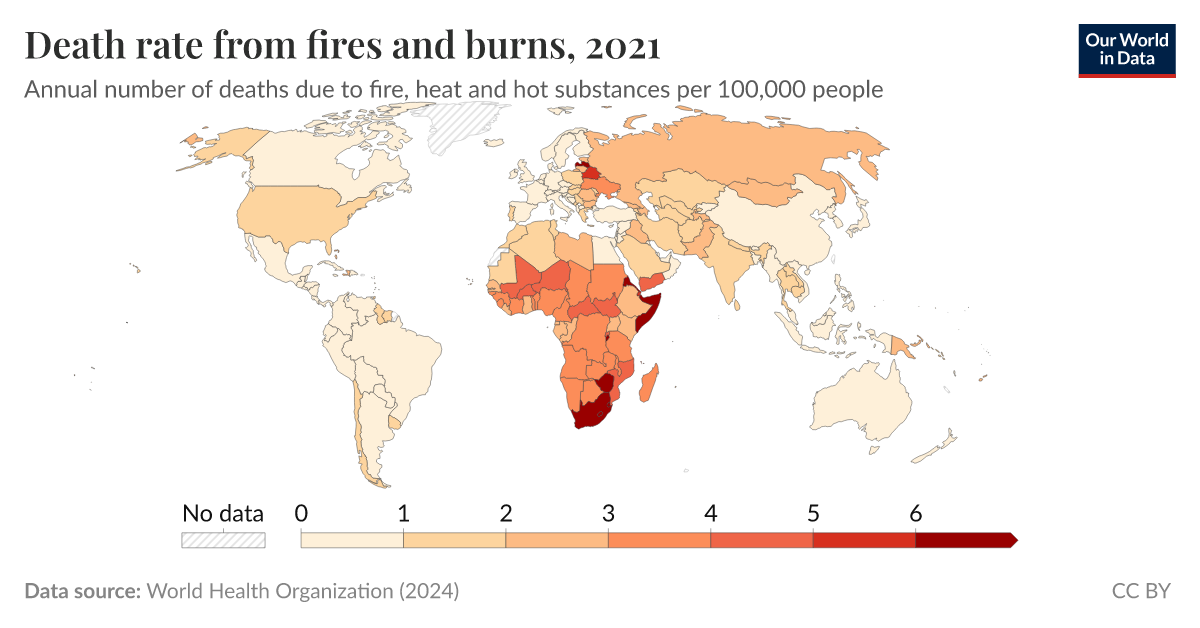 Death rate from fires and burns, 2021
Our World
in Data
Annual number of deaths due to fire, heat and hot substances per 100,000 people
No data 0 1 2 3 4 5 6
Data source: World Health Organization (2024)
CC BY